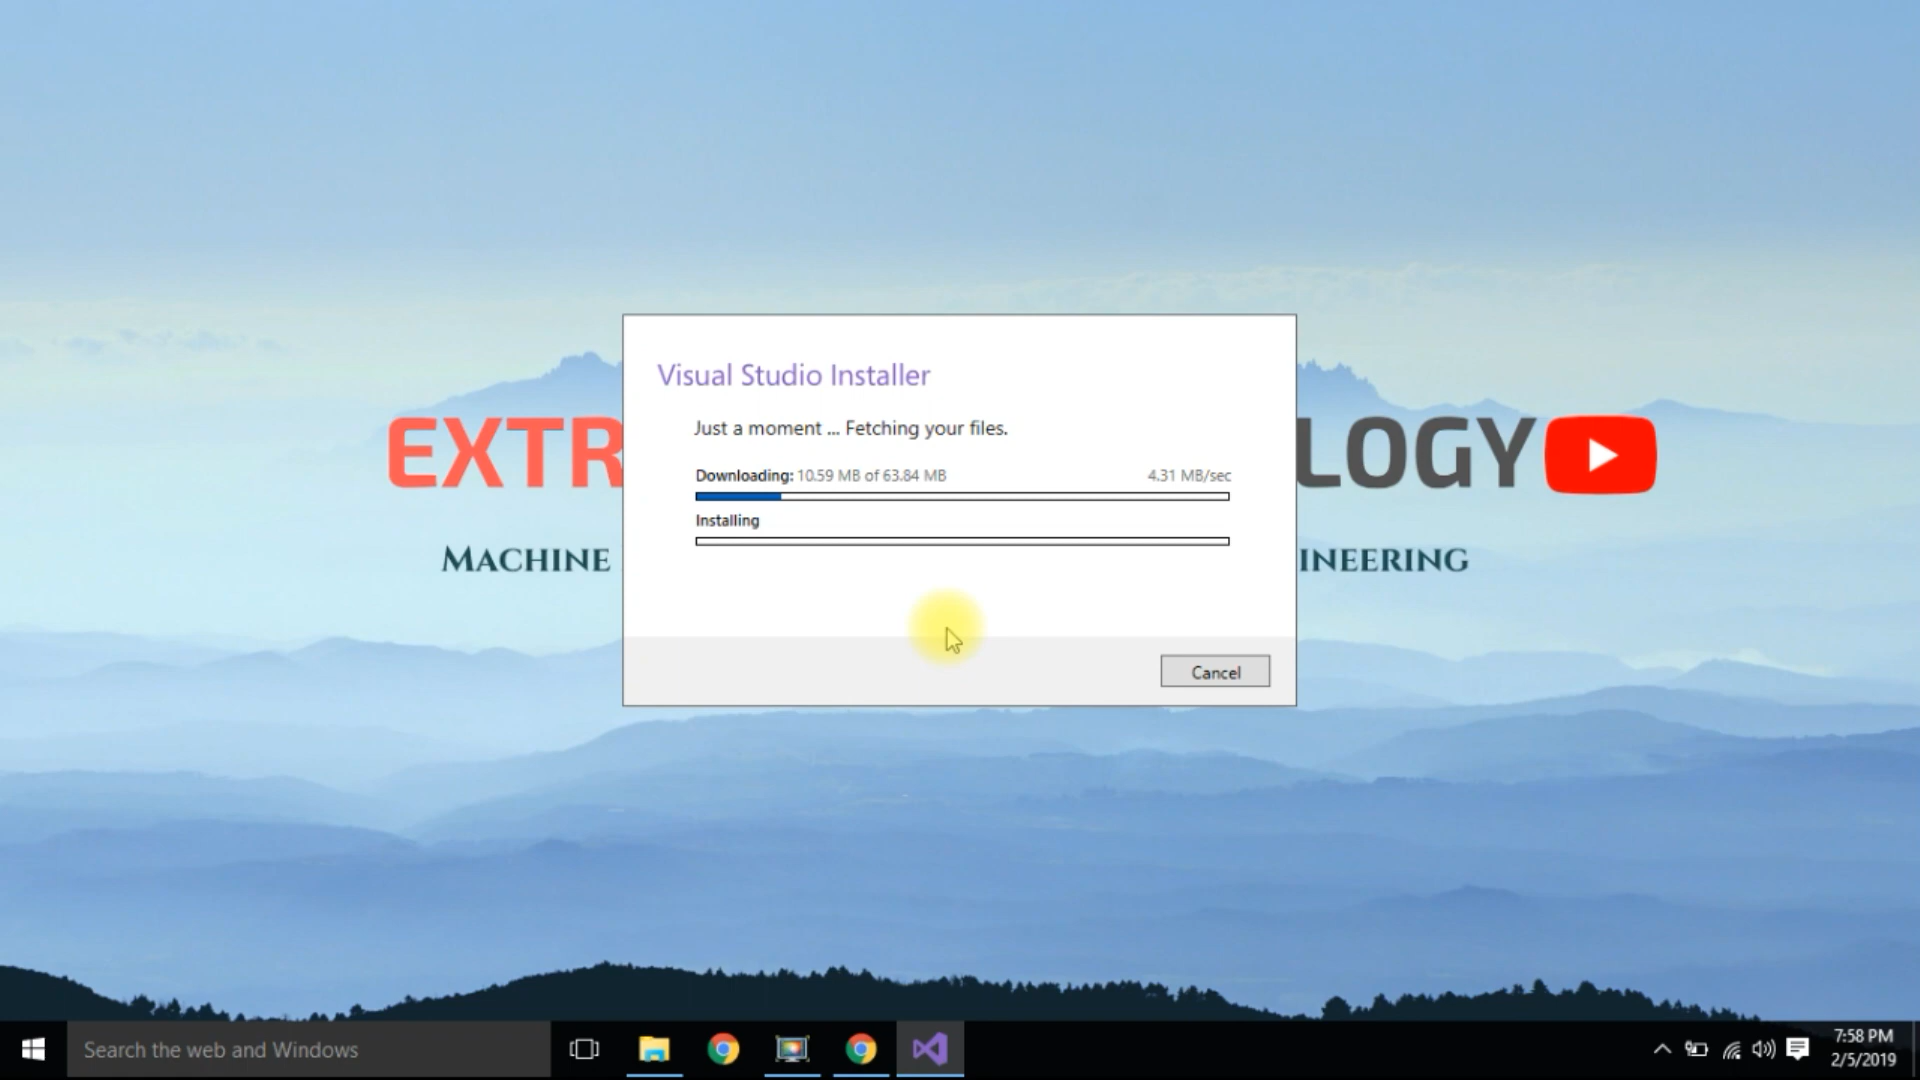 Visual Studio Installer
Just a moment ... Fetching your files.
Downloading: 10.59 MB of 63.84 MB 4.31 MB/sec
Installing
Cancel
EXTR LOGY
MACHINE INEERING
Search the web and Windows
7:58 PM
2/5/2019